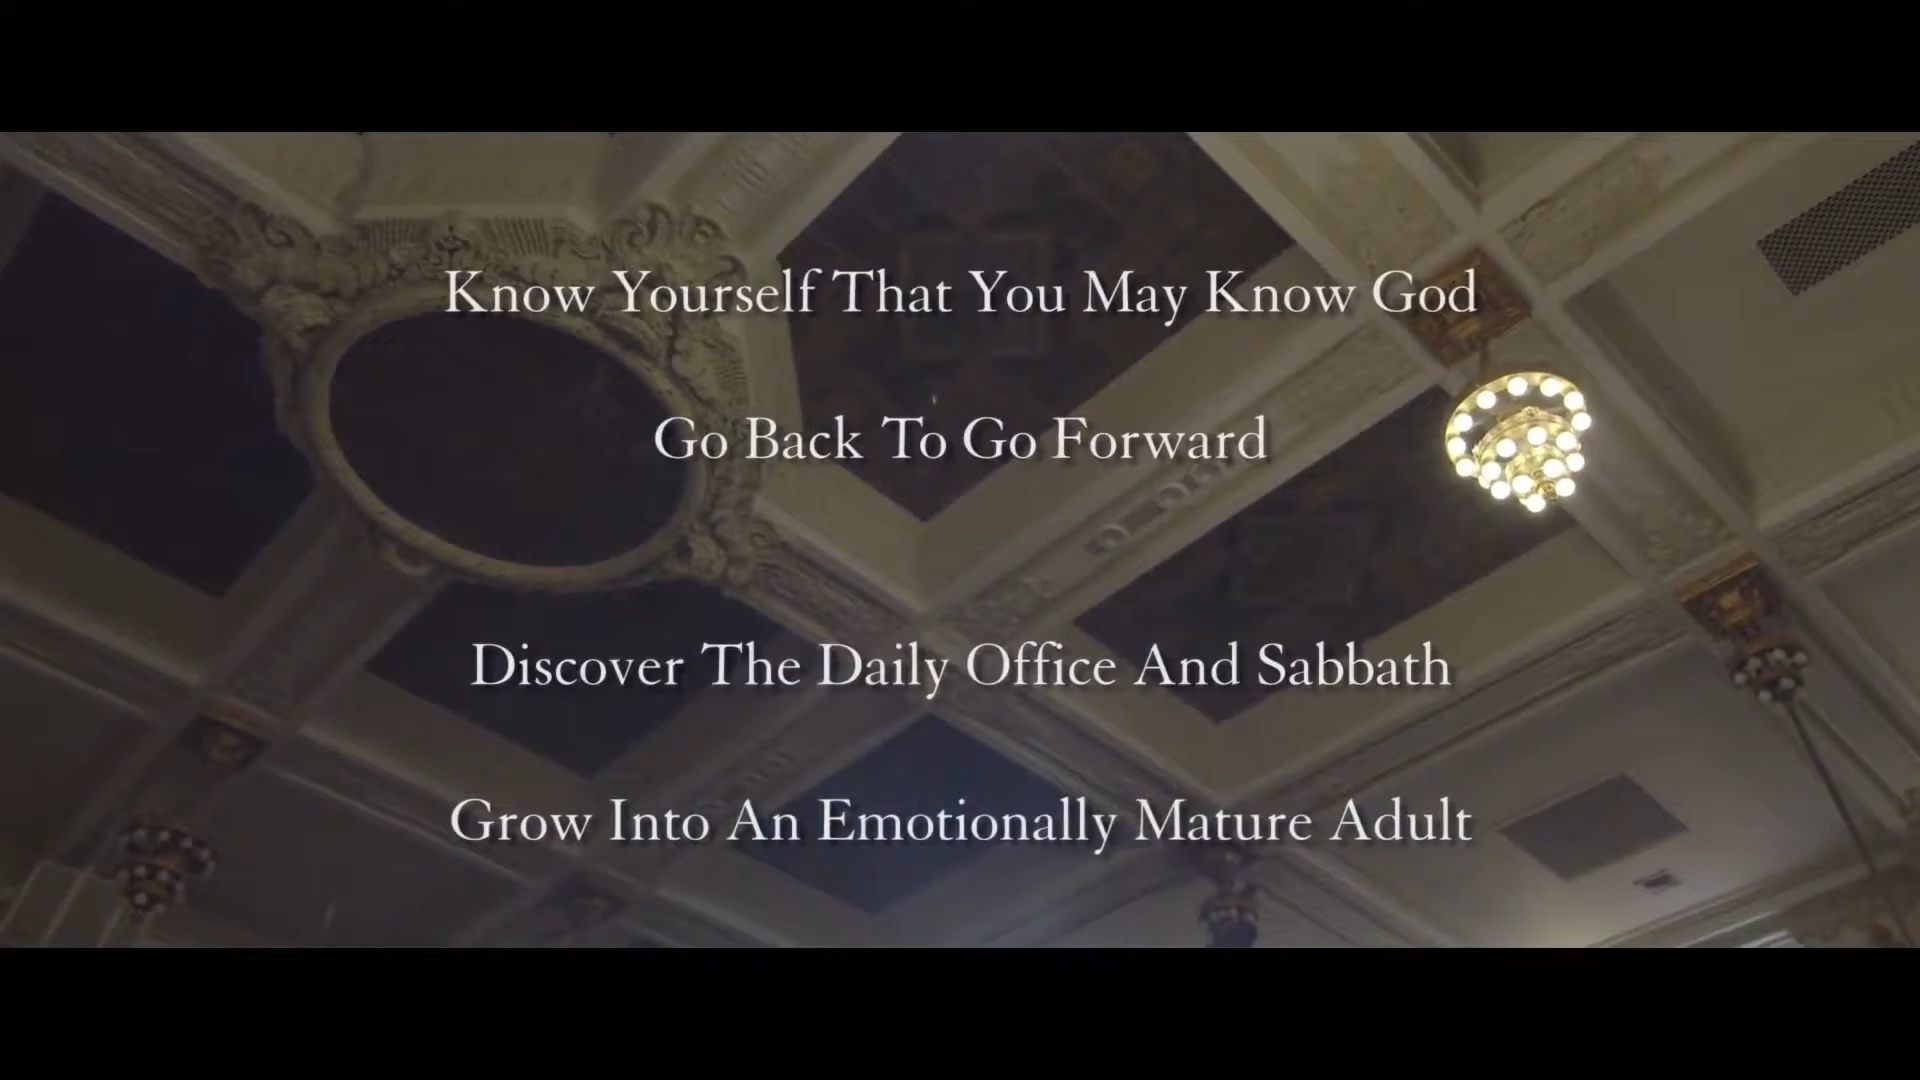 Know Yourself That You May Know God
Go Back To Go Forward
Discover The Daily Office And Sabbath
Grow Into An Emotionally Mature Adult